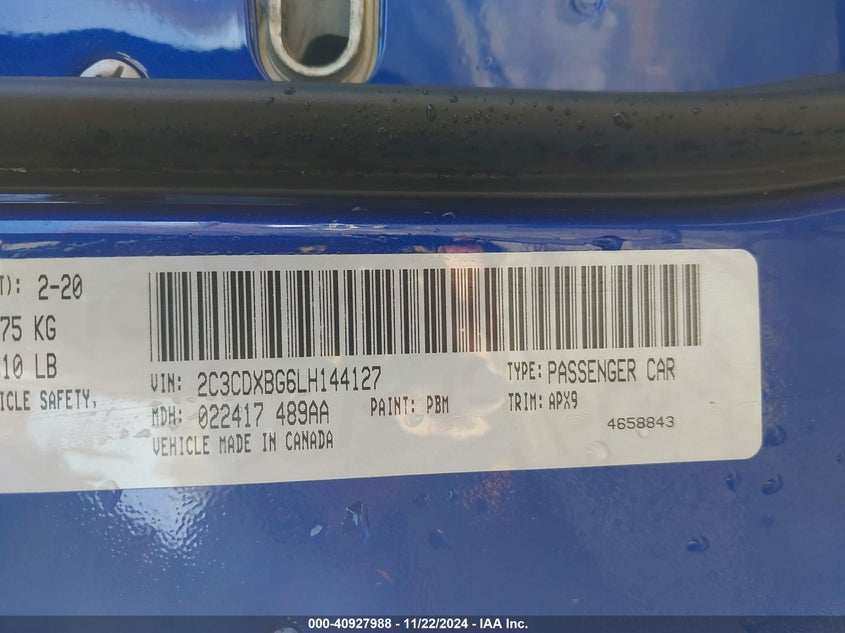 T): 2-20
75 KG
10 LB
ICLE SAFETY,
VIN: 2C3CDXBG6LH144127
TYPE: PASSENGER CAR
MDH: 022417 489AA
PAINT: PBM
TRIM: APX9
VEHICLE MADE IN CANADA
4658843
000-40927988 - 11/22/2024 - IAA Inc.